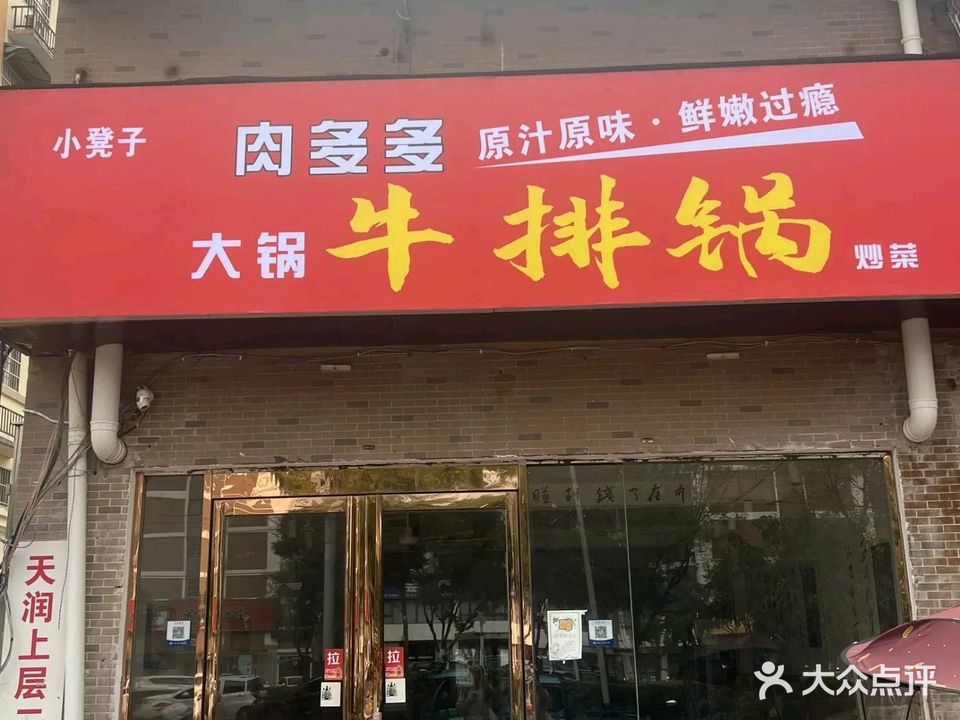 小凳子
肉多多
原汁原味·鲜嫩过瘾
大锅
牛排锅
炒菜
天润上层
拉
拉
大众点评